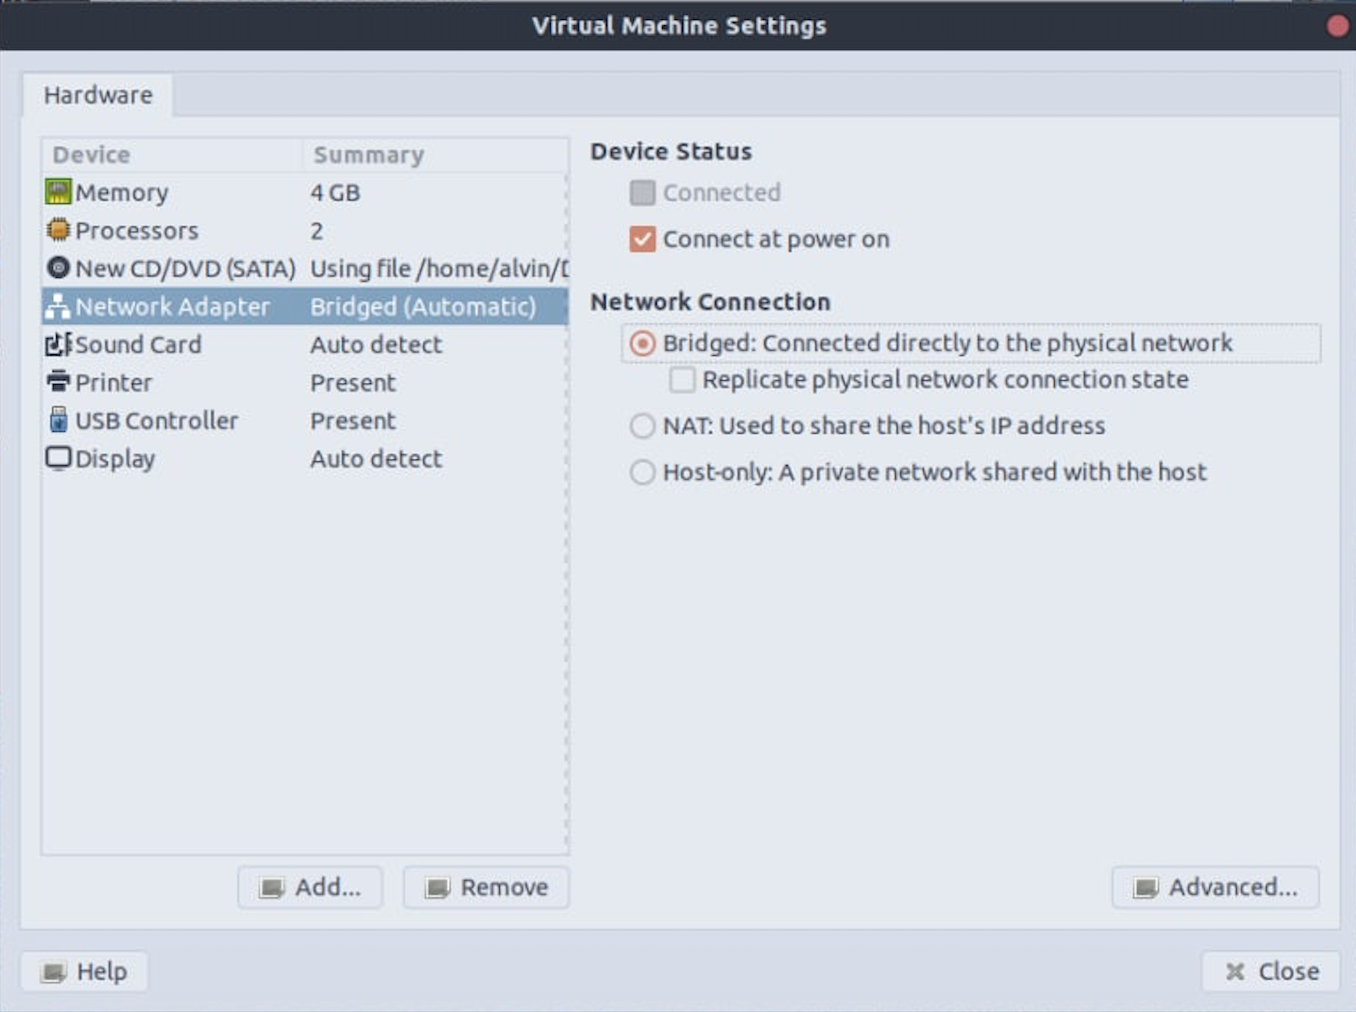 Virtual Machine Settings
Hardware
Device Summary
Memory 4 GB
Processors 2
New CD/DVD (SATA) Using file /home/alvin/D
Network Adapter Bridged (Automatic)
Sound Card Auto detect
Printer Present
USB Controller Present
Display Auto detect
Add... Remove
Device Status
Connected
Connect at power on
Network Connection
Bridged: Connected directly to the physical network
Replicate physical network connection state
NAT: Used to share the host's IP address
Host-only: A private network shared with the host
Advanced...
Help Close